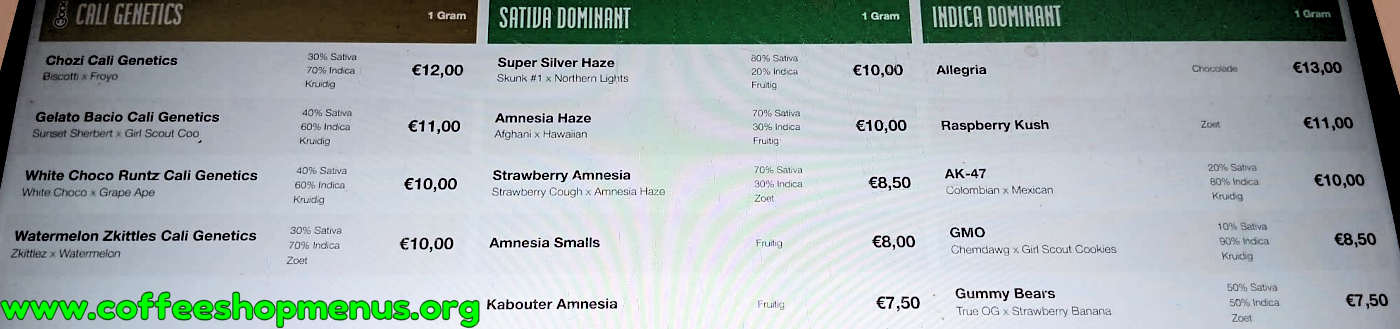 CALI GENETICS
1 Gram
Chozi Cali Genetics
Biscotti x Froyo
30% Sativa
70% Indica
Kruidig
€12,00
Gelato Bacio Cali Genetics
Sunset Sherbert x Girl Scout Coo
40% Sativa
60% Indica
Kruidig
€11,00
White Choco Runtz Cali Genetics
White Choco x Grape Ape
40% Sativa
60% Indica
Kruidig
€10,00
Watermelon Zkittles Cali Genetics
Zkittlez x Watermelon
30% Sativa
70% Indica
Zoet
€10,00
SATIVA DOMINANT
1 Gram
Super Silver Haze
Skunk #1 x Northern Lights
80% Sativa
20% Indica
Fruitig
€10,00
Amnesia Haze
Afghani x Hawaiian
70% Sativa
30% Indica
Fruitig
€10,00
Strawberry Amnesia
Strawberry Cough x Amnesia Haze
70% Sativa
30% Indica
Zoet
€8,50
Amnesia Smalls
Fruitig
€8,00
Kabouter Amnesia
Fruitig
€7,50
INDICA DOMINANT
1 Gram
Allegria
Chocolade
€13,00
Raspberry Kush
Zoet
€11,00
AK-47
Colombian x Mexican
20% Sativa
80% Indica
Kruidig
€10,00
GMO
Chemdawg x Girl Scout Cookies
10% Sativa
90% Indica
Kruidig
€8,50
Gummy Bears
True OG x Strawberry Banana
50% Sativa
50% Indica
Zoet
€7,50
www.coffeeshopmenus.org